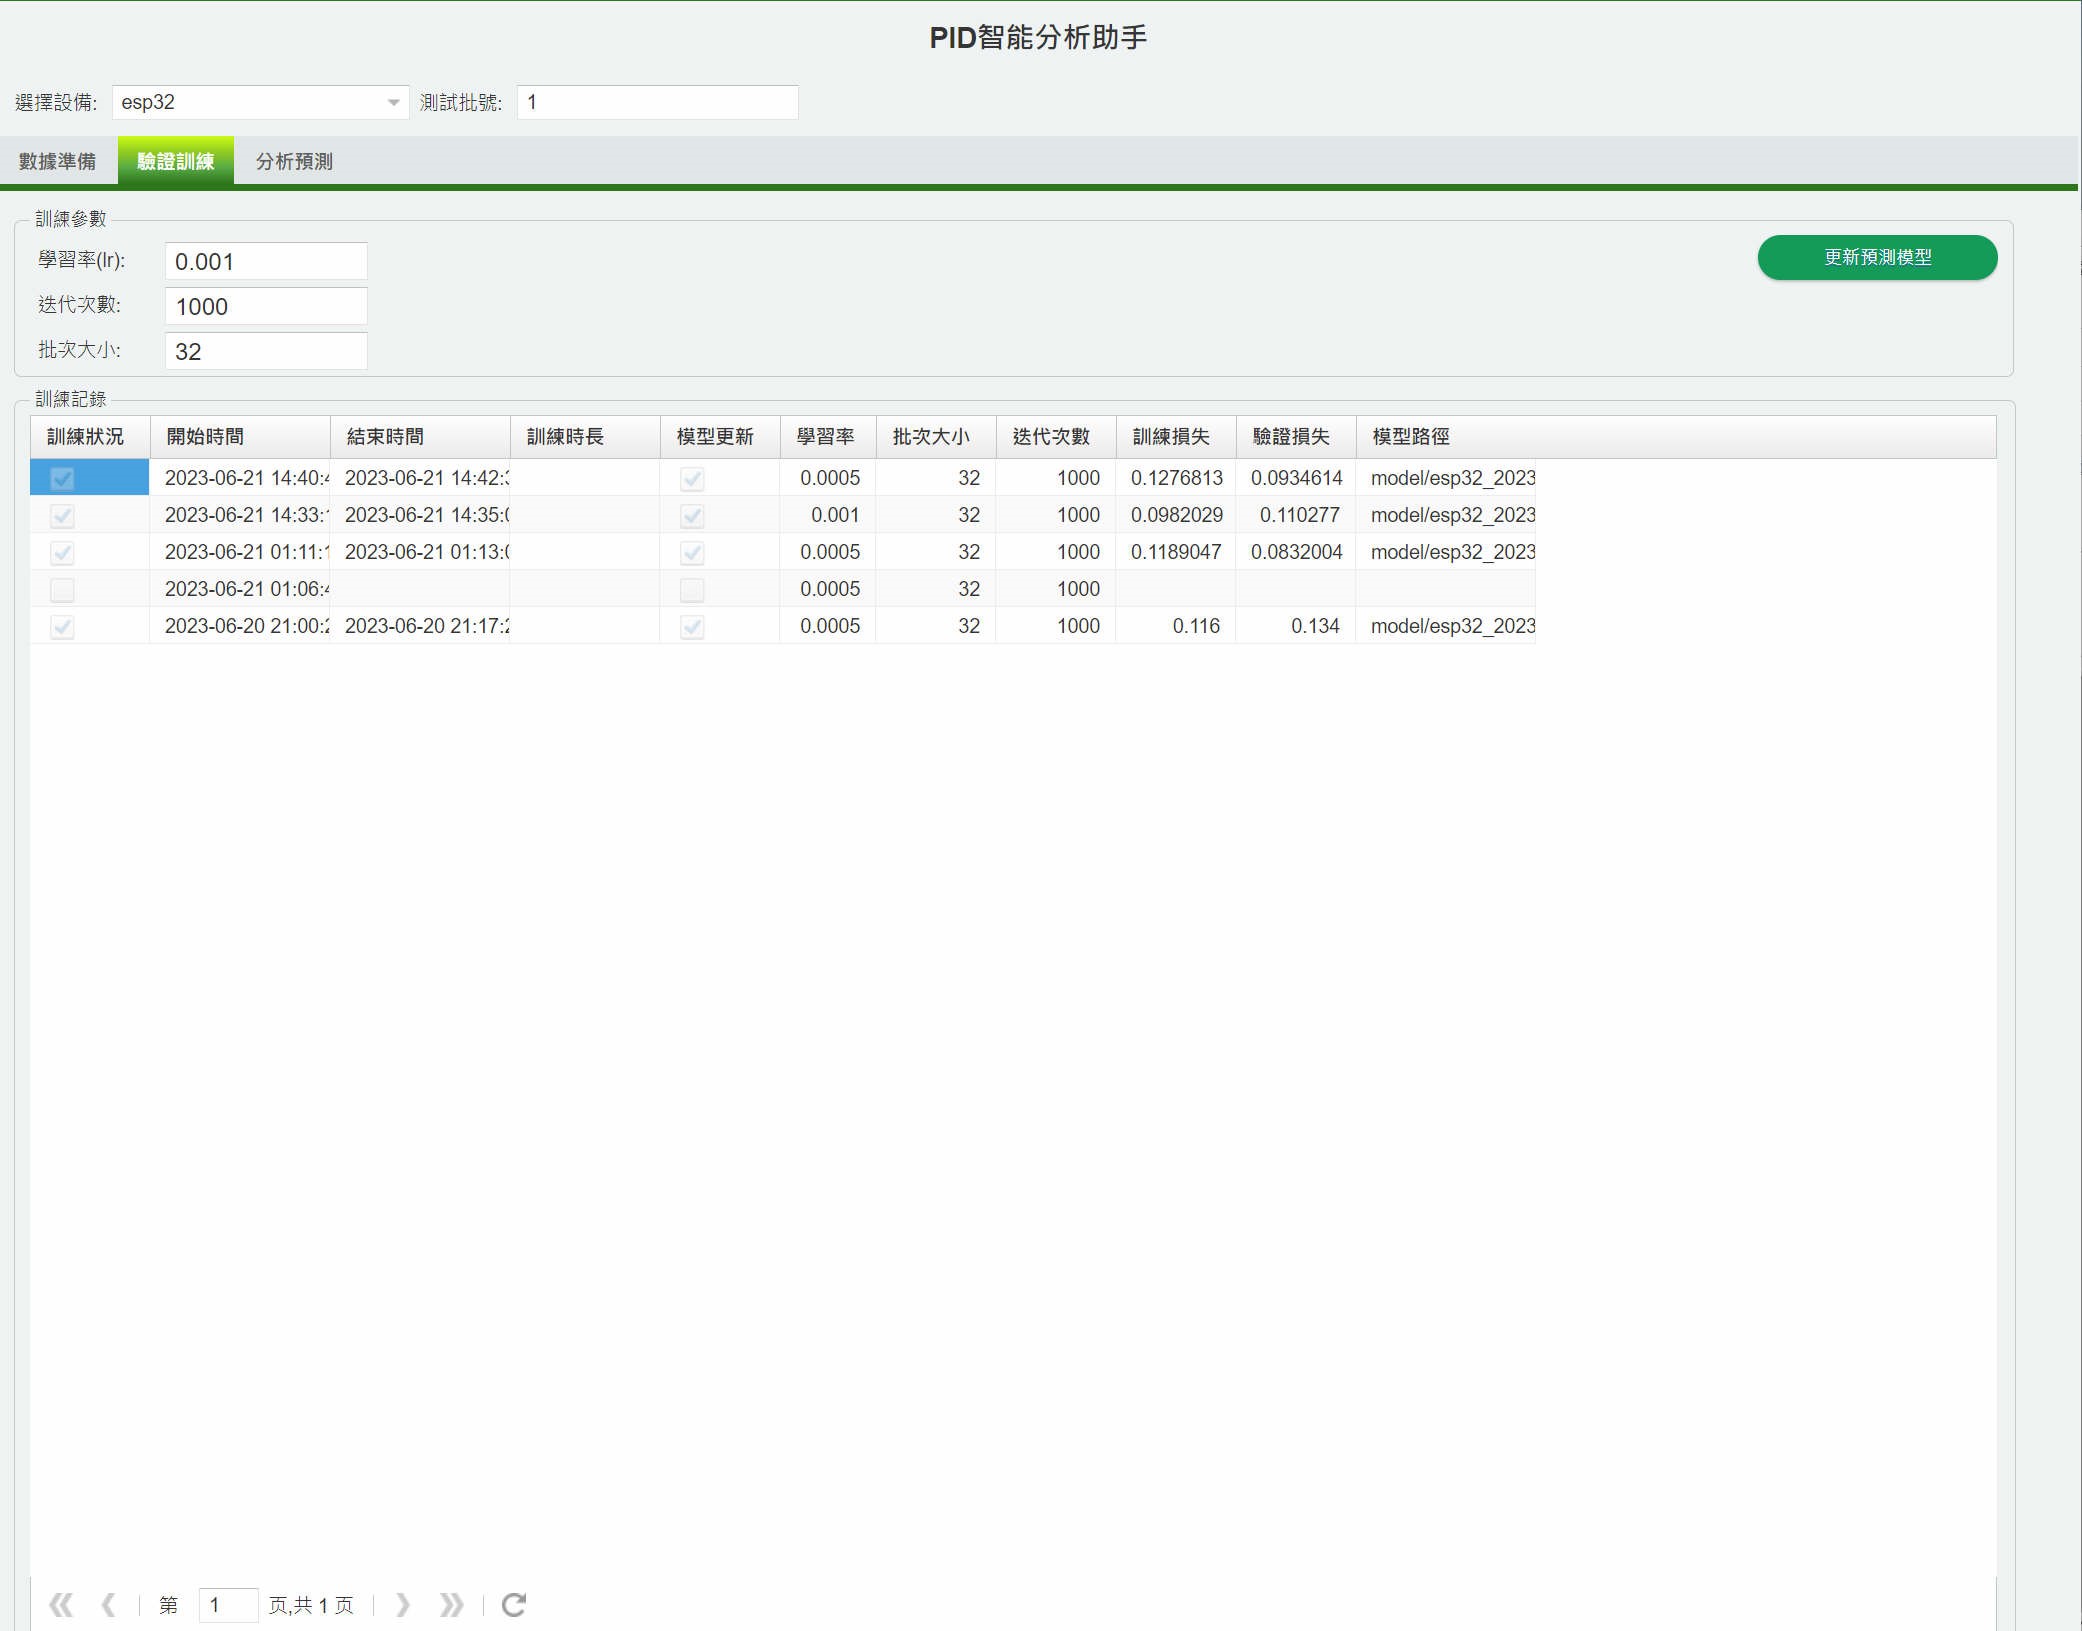 PID智能分析助手
選擇設備: esp32 測試批號: 1
數據準備 驗證訓練 分析預測
訓練參數
學習率(lr): 0.001 更新預測模型
迭代次數: 1000
批次大小: 32
訓練記錄
訓練狀況 開始時間 結束時間 訓練時長 模型更新 學習率 批次大小 迭代次數 訓練損失 驗證損失 模型路徑
2023-06-21 14:40: 2023-06-21 14:42: 0.0005 32 1000 0.1276813 0.0934614 model/esp32_2023
2023-06-21 14:33: 2023-06-21 14:35: 0.001 32 1000 0.0982029 0.110277 model/esp32_2023
2023-06-21 01:11: 2023-06-21 01:13: 0.0005 32 1000 0.1189047 0.0832004 model/esp32_2023
2023-06-21 01:06: 0.0005 32 1000
2023-06-20 21:00: 2023-06-20 21:17: 0.0005 32 1000 0.116 0.134 model/esp32_2023
第 1 页,共 1 页